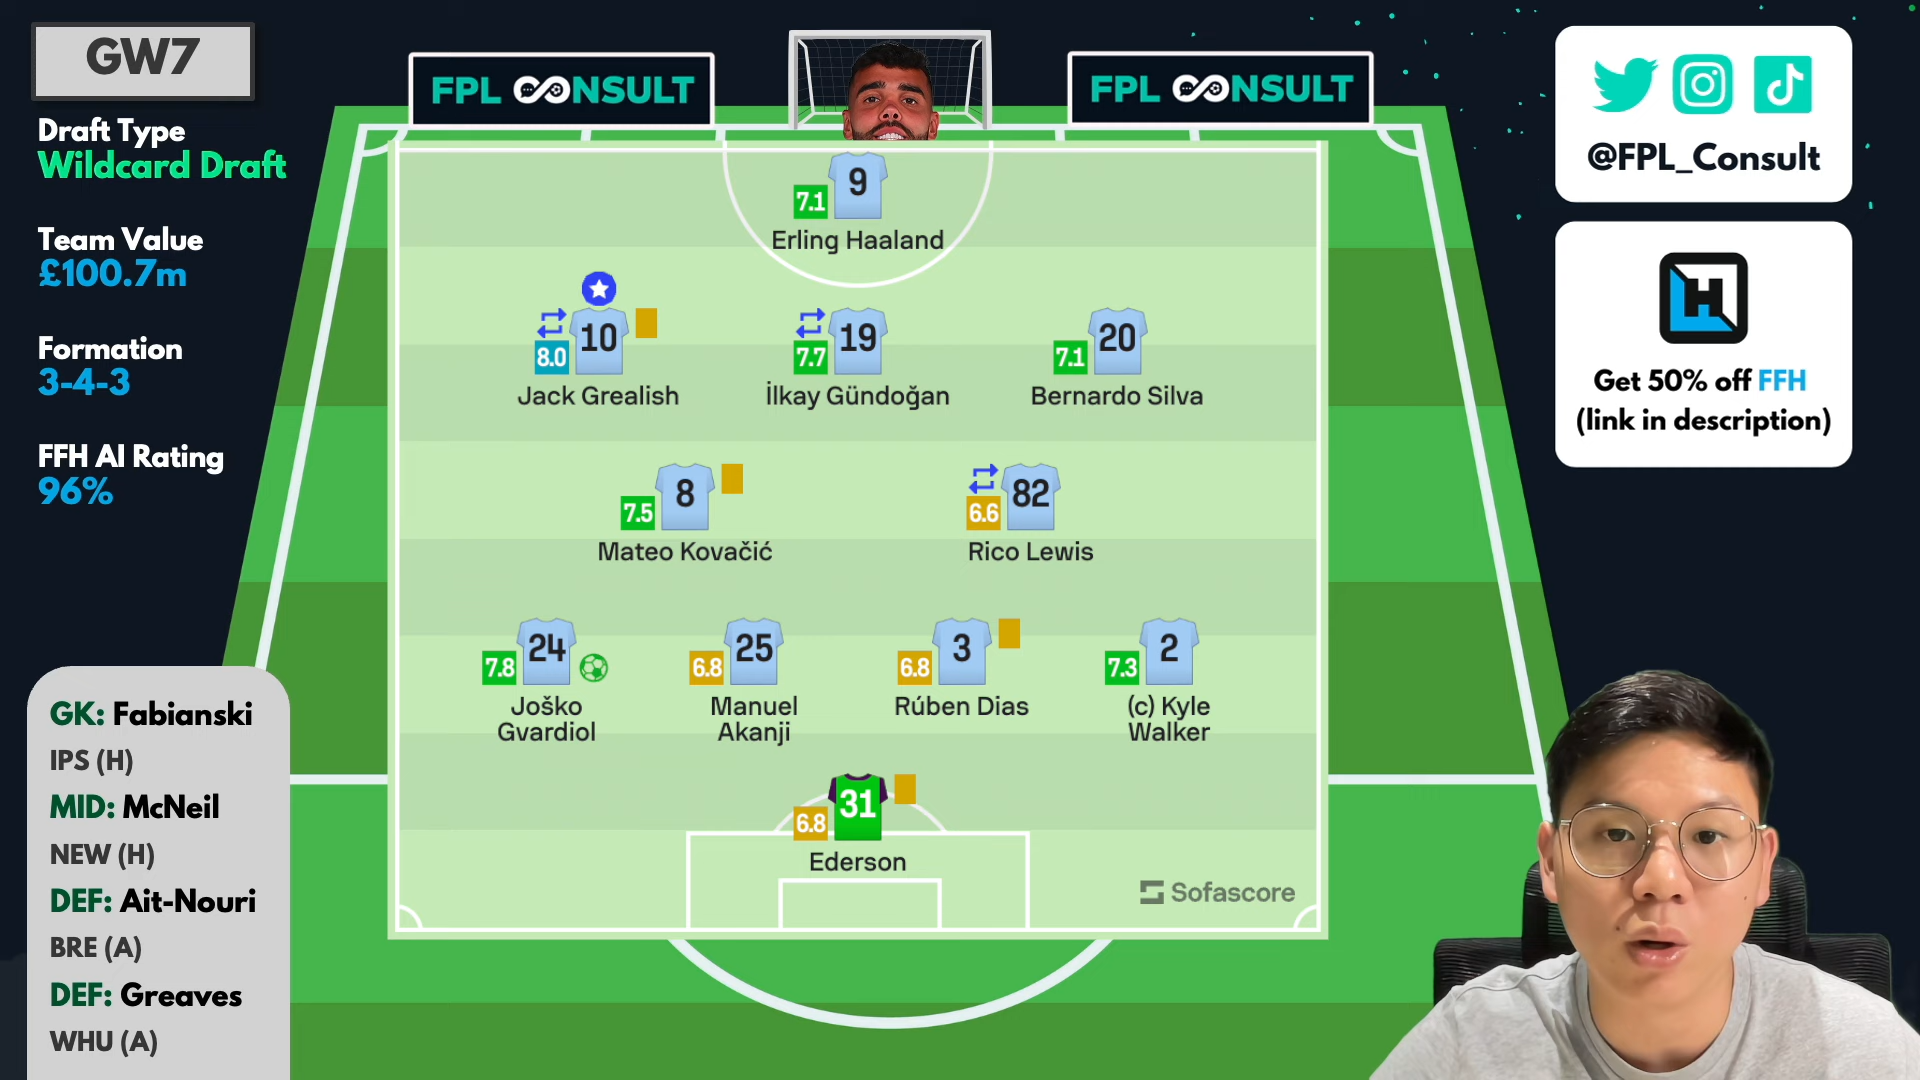 GW7
Draft Type
Wildcard Draft
Team Value
£100.7m
Formation
3-4-3
FFH AI Rating
96%
GK: Fabianski
IPS (H)
MID: McNeil
NEW (H)
DEF: Ait-Nouri
BRE (A)
DEF: Greaves
WHU (A)
FPL CONSULT
FPL CONSULT
9
7.1
Erling Haaland
10
8.0
Jack Grealish
19
7.7
İlkay Gündoğan
20
7.1
Bernardo Silva
8
7.5
Mateo Kovačić
82
6.6
Rico Lewis
24
7.8
Joško
Gvardiol
25
6.8
Manuel
Akanji
3
6.8
Rúben Dias
2
7.3
(c) Kyle
Walker
31
6.8
Ederson
Sofascore
@FPL_Consult
H
Get 50% off FFH
(link in description)